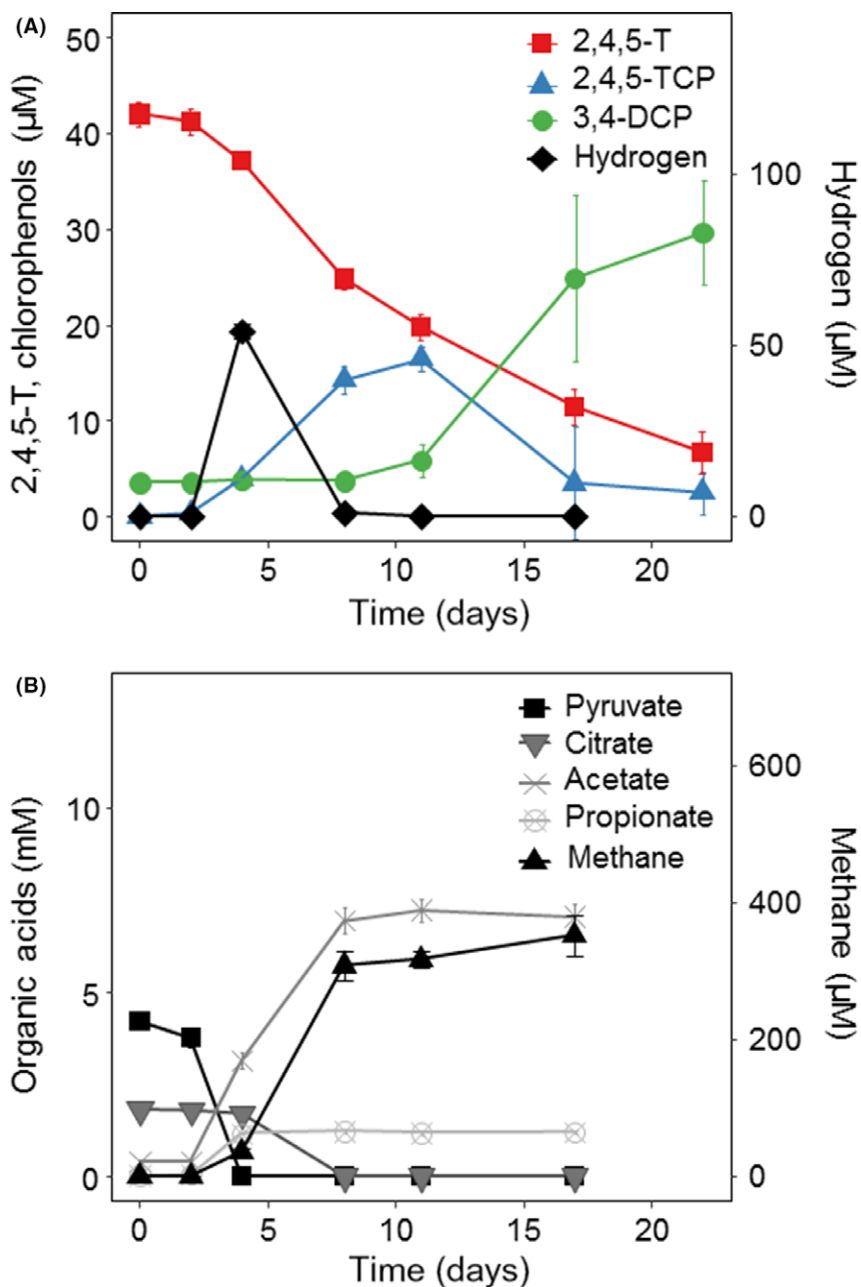 (A)
50
40
30
20
10
0
2,4,5-T, chlorophenols (µM)
2,4,5-T
2,4,5-TCP
3,4-DCP
Hydrogen
100
50
0
Hydrogen (µM)
0 5 10 15 20
Time (days)
(B)
10
5
0
Organic acids (mM)
Pyruvate
Citrate
Acetate
Propionate
Methane
600
400
200
0
Methane (µM)
0 5 10 15 20
Time (days)